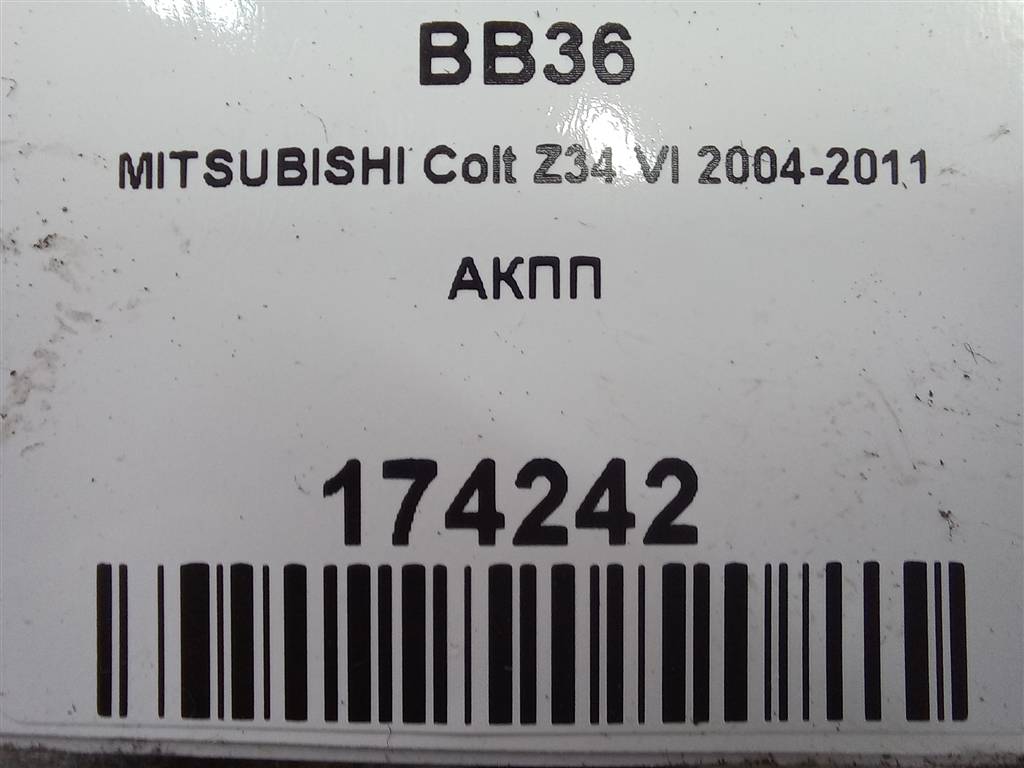 BB36
MITSUBISHI Colt Z34 VI 2004-2011
АКПП
174242